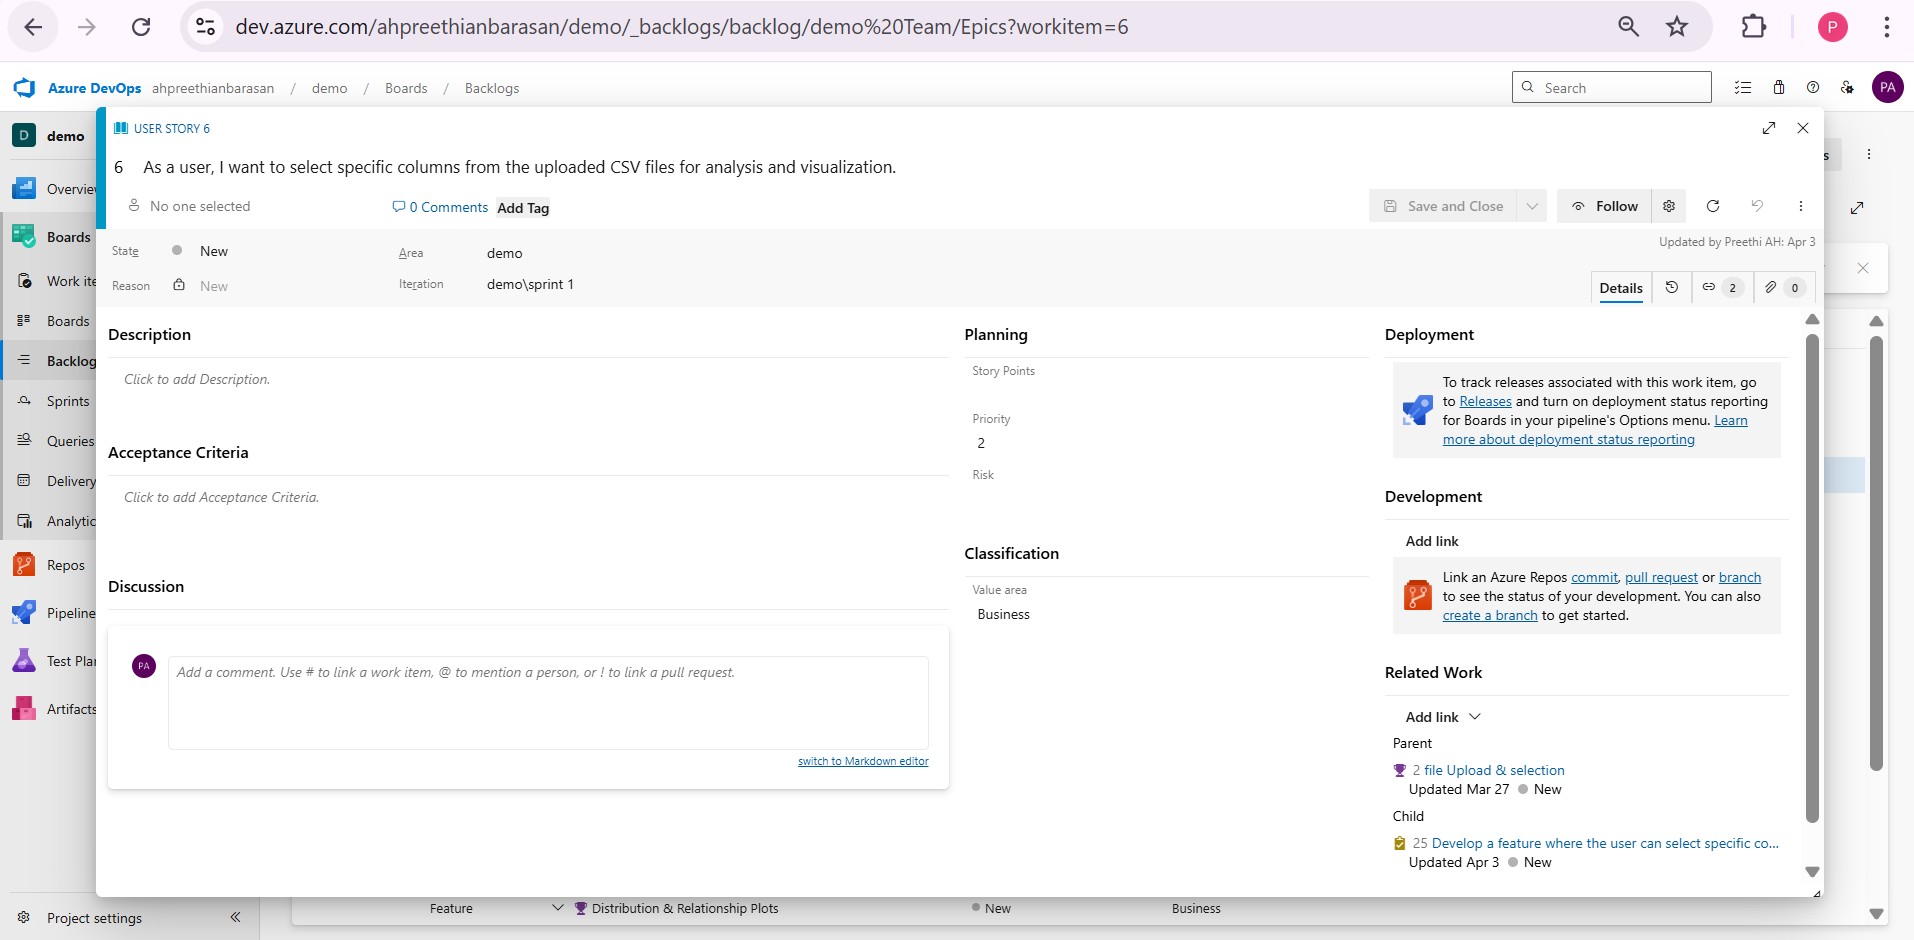 dev.azure.com/ahpreethianbarasan/demo/_backlogs/backlog/demo%20Team/Epics?workitem=6
P
Azure DevOps ahpreethianbarasan / demo / Boards / Backlogs
Search
PA
D demo
Overview
Boards
Work ite
Boards
Backlog
Sprints
Queries
Delivery
Analytic
Repos
Pipeline
Test Plan
Artifacts
Project settings
USER STORY 6
6 As a user, I want to select specific columns from the uploaded CSV files for analysis and visualization.
No one selected
0 Comments
Add Tag
Save and Close
Follow
State
New
Area
demo
Updated by Preethi AH: Apr 3
Reason
New
Iteration
demo\sprint 1
Details
2
0
Description
Click to add Description.
Acceptance Criteria
Click to add Acceptance Criteria.
Discussion
PA
Add a comment. Use # to link a work item, @ to mention a person, or ! to link a pull request.
switch to Markdown editor
Planning
Story Points
Priority
2
Risk
Classification
Value area
Business
Deployment
To track releases associated with this work item, go
to Releases and turn on deployment status reporting
for Boards in your pipeline's Options menu. Learn
more about deployment status reporting
Development
Add link
Link an Azure Repos commit, pull request or branch
to see the status of your development. You can also
create a branch to get started.
Related Work
Add link
Parent
2 file Upload & selection
Updated Mar 27 New
Child
25 Develop a feature where the user can select specific co...
Updated Apr 3 New
s
Feature
Distribution & Relationship Plots
New
Business